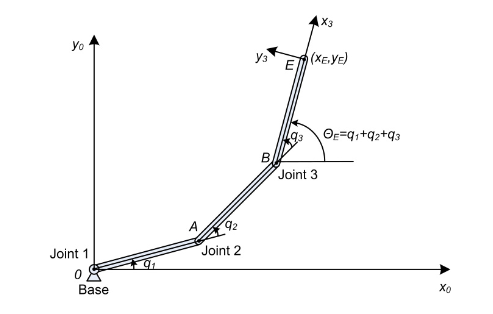 x3
y0
y3
E
(xE,yE)
q3
ΘE=q1+q2+q3
B
Joint 3
A
q2
Joint 2
Joint 1
q1
0
Base
x0